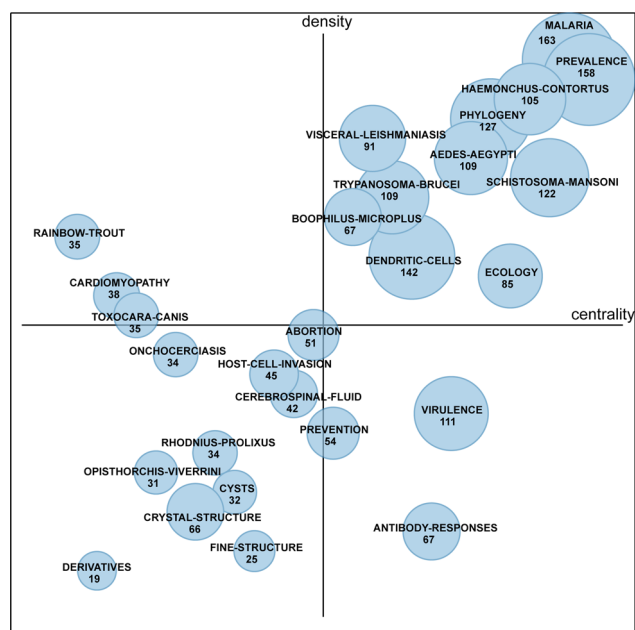 density
MALARIA
163
PREVALENCE
158
HAEMONCHUS-CONTORTUS
105
PHYLOGENY
127
VISCERAL-LEISHMANIASIS
91
AEDES-AEGYPTI
109
TRYPANOSOMA-BRUCEI
109
SCHISTOSOMA-MANSONI
122
BOOPHILUS-MICROPLUS
67
RAINBOW-TROUT
35
DENDRITIC-CELLS
142
ECOLOGY
85
CARDIOMYOPATHY
38
TOXOCARA-CANIS
35
centrality
ABORTION
51
ONCHOCERCIASIS
34
HOST-CELL-INVASION
45
CEREBROSPINAL-FLUID
42
VIRULENCE
111
PREVENTION
54
RHODNIUS-PROLIXUS
34
OPISTHORCHIS-VIVERRINI
31
CYSTS
32
CRYSTAL-STRUCTURE
66
ANTIBODY-RESPONSES
67
FINE-STRUCTURE
25
DERIVATIVES
19